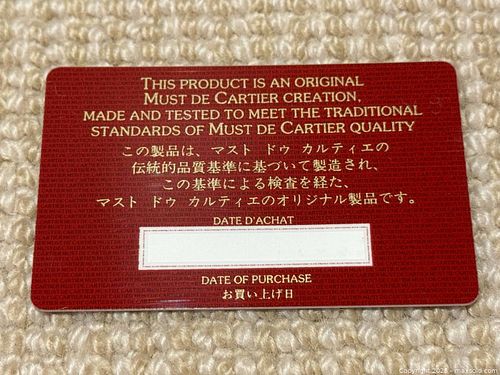 THIS PRODUCT IS AN ORIGINAL
MUST DE CARTIER CREATION,
MADE AND TESTED TO MEET THE TRADITIONAL
STANDARDS OF MUST DE CARTIER QUALITY
この製品は、マスト ドゥ カルティエの
伝統的品質基準に基づいて製造され、
この基準による検査を経た、
マスト ドゥ カルティエのオリジナル製品です。
DATE D'ACHAT
DATE OF PURCHASE
お買い上げ日